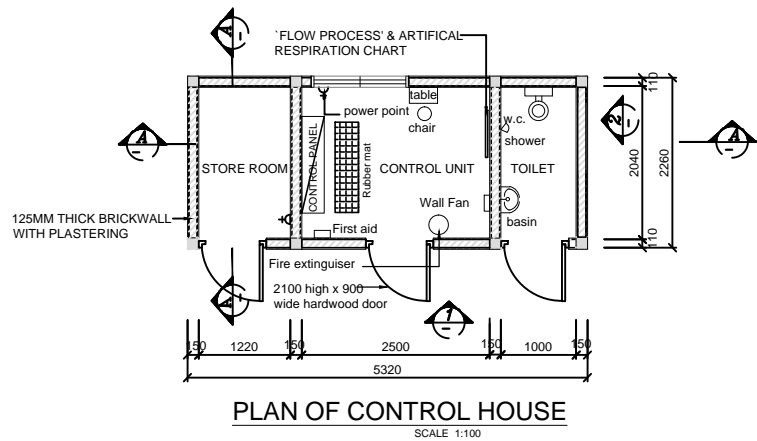 `FLOW PROCESS' & ARTIFICAL
RESPIRATION CHART
A
-
table
power point
chair
w.c.
shower
110
2
-
A
-
A
-
STORE ROOM
CONTROL PANEL
Rubber mat
CONTROL UNIT
TOILET
2040
2260
125MM THICK BRICKWALL
WITH PLASTERING
Wall Fan
basin
First aid
110
Fire extinguiser
2100 high x 900
wide hardwood door
A
-
1
-
150
1220
150
2500
150
1000
150
5320
PLAN OF CONTROL HOUSE
SCALE 1:100